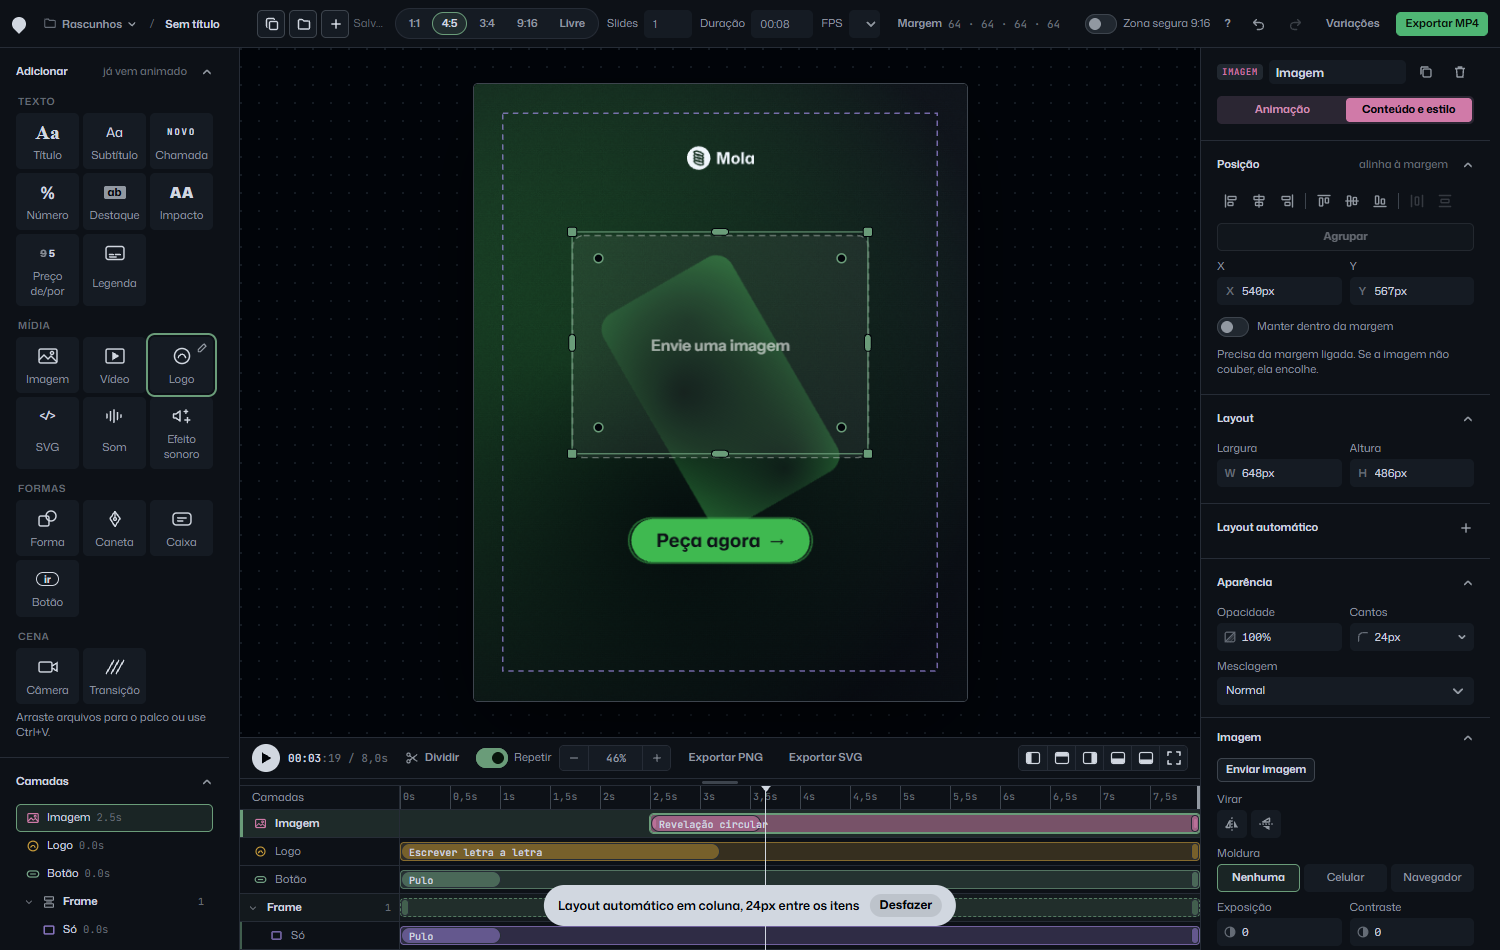 Rascunhos / Sem título
Salv...
1:1 4:5 3:4 9:16 Livre
Slides 1
Duração 00:08
FPS
Margem 64 · 64 · 64 · 64
Zona segura 9:16 ?
Variações
Exportar MP4
Adicionar já vem animado
TEXTO
Aa Aa NOVO
Título Subtítulo Chamada
% ab AA
Número Destaque Impacto
95
Preço de/por
Legenda
MÍDIA
Imagem Vídeo Logo
</>
SVG Som Efeito sonoro
FORMAS
Forma Caneta Caixa
ir
Botão
CENA
Câmera Transição
Arraste arquivos para o palco ou use
Ctrl+V.
Camadas
Imagem 2.5s
Logo 0.0s
Botão 0.0s
Frame 1
Só 0.0s
Mola
Envie uma imagem
Peça agora →
00:03:19 / 8,0s
Dividir
Repetir
− 46% +
Exportar PNG
Exportar SVG
Camadas
0s 0,5s 1s 1,5s 2s 2,5s 3s 3,5s 4s 4,5s 5s 5,5s 6s 6,5s 7s 7,5s
Imagem Revelação circular
Logo Escrever letra a letra
Botão Pulo
Frame 1
Só Pulo
Layout automático em coluna, 24px entre os itens Desfazer
IMAGEM Imagem
Animação Conteúdo e estilo
Posição alinha à margem
Agrupar
X Y
X 540px Y 567px
Manter dentro da margem
Precisa da margem ligada. Se a imagem não
couber, ela encolhe.
Layout
Largura Altura
W 648px H 486px
Layout automático +
Aparência
Opacidade Cantos
100% 24px
Mesclagem
Normal
Imagem
Enviar imagem
Virar
Moldura
Nenhuma Celular Navegador
Exposição Contraste
0 0